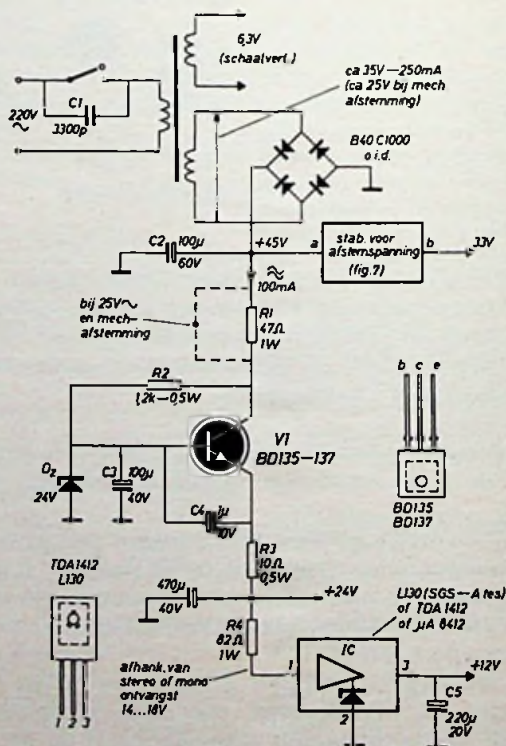 6,3V
(schaalverl.)
220V
~
C1
3300p
ca 35V—250mA
(ca 25V bij mech.
afstemming)
B40 C1000
o.i.d.
C2
100µ
60V
+45V
a
stab. voor
afstemspanning
(fig.7)
b
33V
≈
100mA
bij 25V~
en mech-
afstemming
R1
47Ω
1W
R2
1,2k—0,5W
V1
BD135–137
b c e
BD135
BD137
Dz
24V
C3
100µ
40V
C4
1µ
10V
R3
10Ω
0,5W
TDA1412
L130
1 2 3
470µ
40V
+24V
R4
82Ω
1W
afhank. van
stereo of mono
ontvangst
14...18V
L130 (SGS—Ates)
of TDA 1412
of µA 8412
IC
1
3
2
+12V
C5
220µ
20V